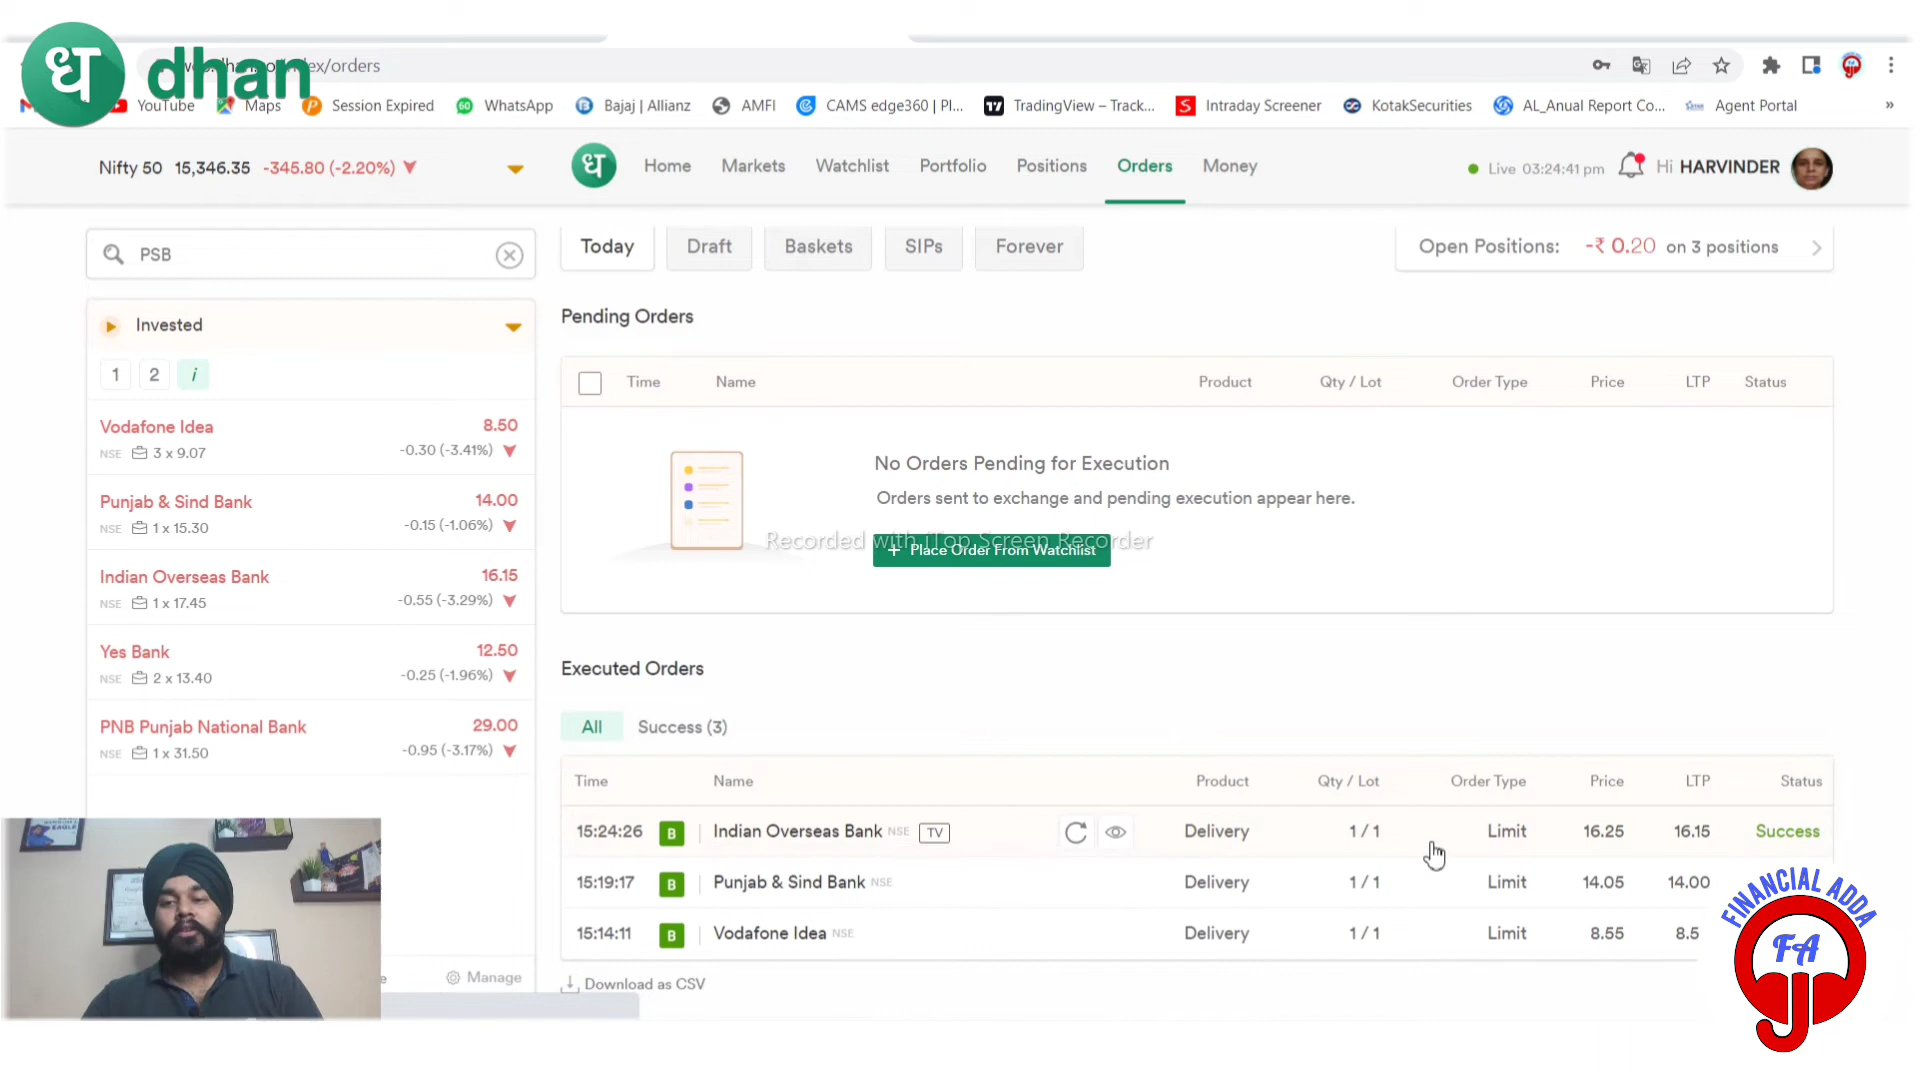 ध dhan
index/orders
YouTube
Maps
Session Expired
WhatsApp
Bajaj | Allianz
AMFI
CAMS edge360 | Pl...
TradingView – Track...
Intraday Screener
KotakSecurities
AL_Anual Report Co...
Agent Portal
»
Nifty 50 15,346.35 -345.80 (-2.20%)
ध Home Markets Watchlist Portfolio Positions Orders Money
Live 03:24:41 pm Hi HARVINDER
PSB
Today Draft Baskets SIPs Forever
Open Positions: -₹ 0.20 on 3 positions
Invested
1 2 i
Vodafone Idea 8.50
NSE 3 x 9.07 -0.30 (-3.41%)
Punjab & Sind Bank 14.00
NSE 1 x 15.30 -0.15 (-1.06%)
Indian Overseas Bank 16.15
NSE 1 x 17.45 -0.55 (-3.29%)
Yes Bank 12.50
NSE 2 x 13.40 -0.25 (-1.96%)
PNB Punjab National Bank 29.00
NSE 1 x 31.50 -0.95 (-3.17%)
Manage
Pending Orders
Time Name Product Qty / Lot Order Type Price LTP Status
No Orders Pending for Execution
Orders sent to exchange and pending execution appear here.
Recorded with iTop Screen Recorder
+ Place Order From Watchlist
Executed Orders
All Success (3)
Time Name Product Qty / Lot Order Type Price LTP Status
15:24:26 B Indian Overseas Bank NSE TV Delivery 1 / 1 Limit 16.25 16.15 Success
15:19:17 B Punjab & Sind Bank NSE Delivery 1 / 1 Limit 14.05 14.00
15:14:11 B Vodafone Idea NSE Delivery 1 / 1 Limit 8.55 8.5
Download as CSV
FINANCIAL ADDA
FA